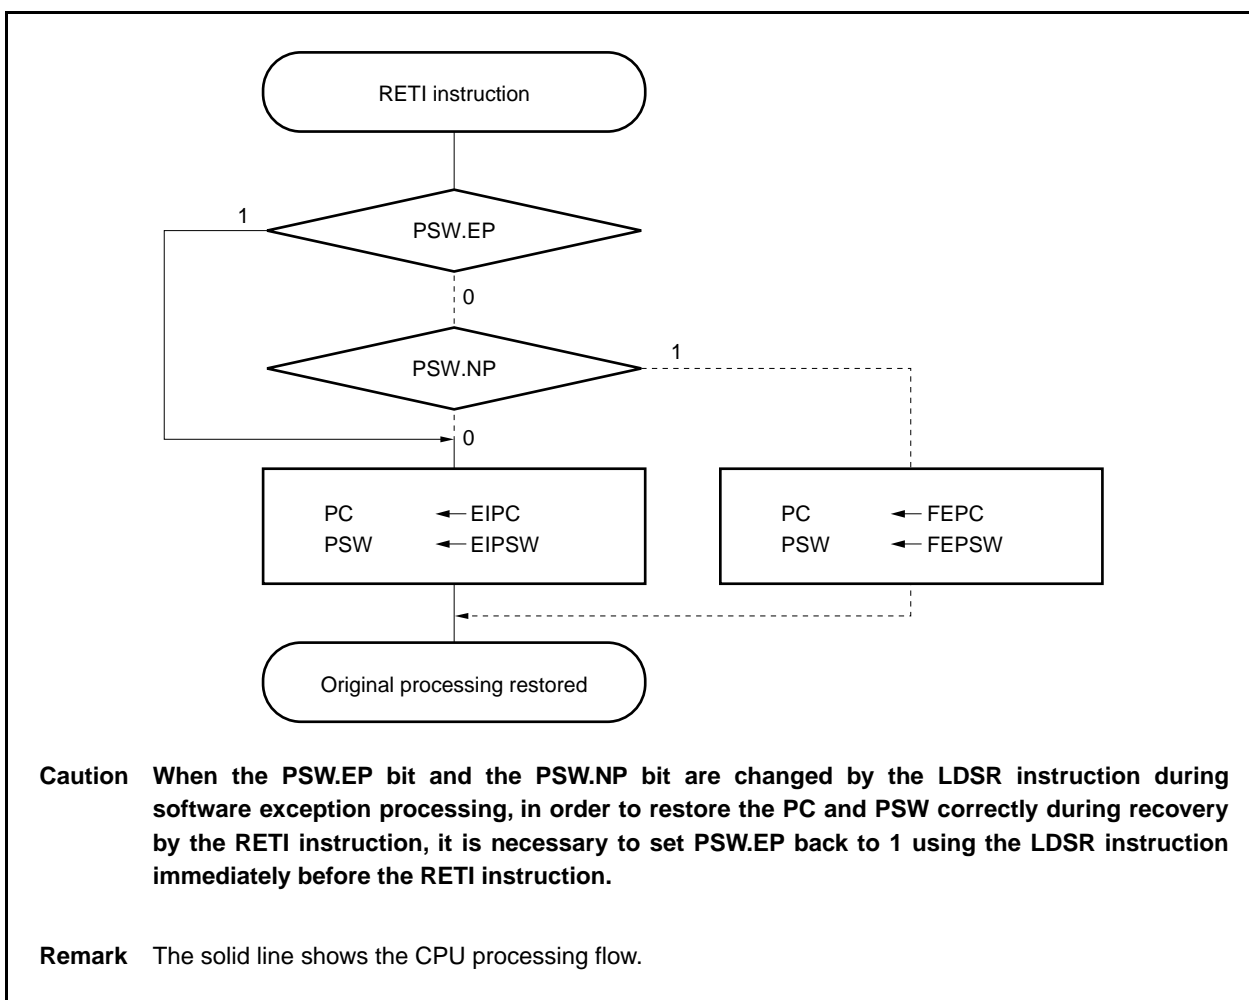 RETI instruction
1
PSW.EP
0
PSW.NP
1
0
PC ← EIPC
PSW ← EIPSW
PC ← FEPC
PSW ← FEPSW
Original processing restored
Caution When the PSW.EP bit and the PSW.NP bit are changed by the LDSR instruction during
software exception processing, in order to restore the PC and PSW correctly during recovery
by the RETI instruction, it is necessary to set PSW.EP back to 1 using the LDSR instruction
immediately before the RETI instruction.
Remark The solid line shows the CPU processing flow.